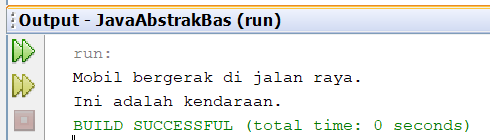 Output - JavaAbstrakBas (run)
run:
Mobil bergerak di jalan raya.
Ini adalah kendaraan.
BUILD SUCCESSFUL (total time: 0 seconds)